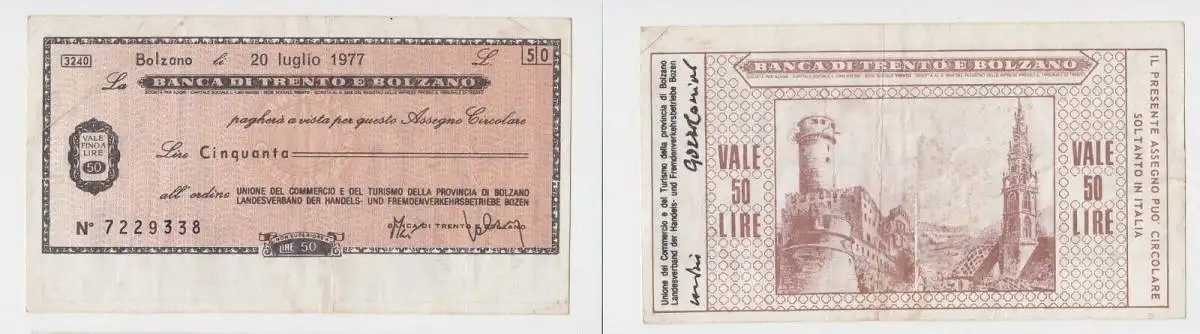 3240 Bolzano li 20 luglio 1977 L. 50
La BANCA DI TRENTO E BOLZANO
pagherà a vista per questo Assegno Circolare
VALE
FINO A
LIRE
50
Lire Cinquanta
all'ordine UNIONE DEL COMMERCIO E DEL TURISMO DELLA PROVINCIA DI BOLZANO
LANDESVERBAND DER HANDELS- UND FREMDENVERKEHRSBETRIEBE BOZEN
N° 7229338
BANCA DI TRENTO E BOLZANO
NON SUPERIORE A
LIRE 50
Unione del Commercio e del Turismo della provincia di Bolzano
Landesverband der Handels- und Fremdenverkehrsbetriebe Bozen
BANCA DI TRENTO E BOLZANO
VALE
50
LIRE
VALE
50
LIRE
IL PRESENTE ASSEGNO PUO' CIRCOLARE
SOLTANTO IN ITALIA